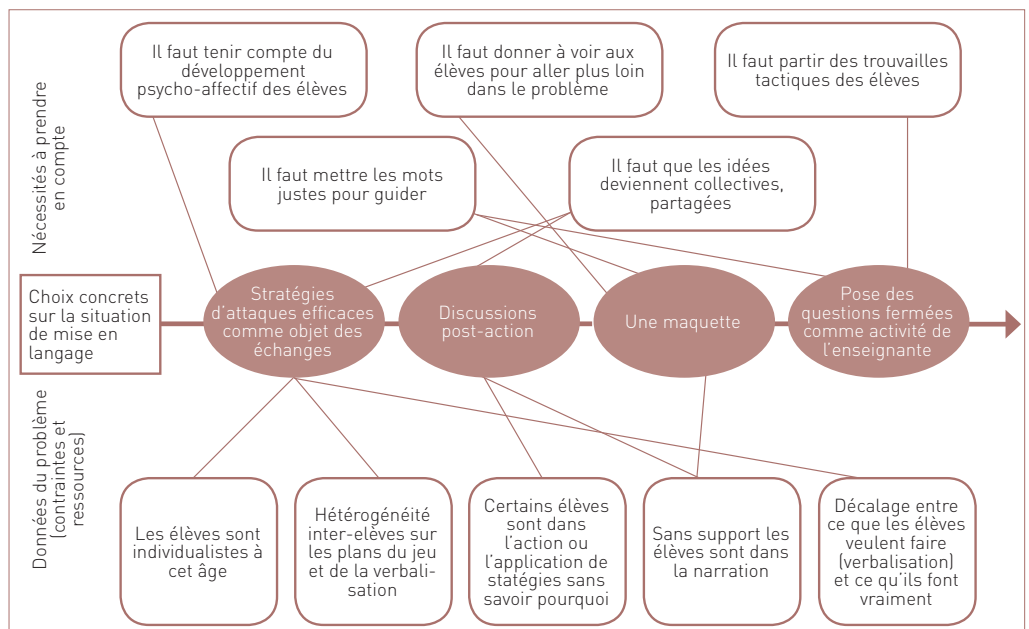 Il faut tenir compte du
développement
psycho-affectif des élèves
Il faut donner à voir aux
élèves pour aller plus loin
dans le problème
Il faut partir des trouvailles
tactiques des élèves
Nécessités à prendre
en compte
Il faut mettre les mots
justes pour guider
Il faut que les idées
deviennent collectives,
partagées
Choix concrets
sur la situation
de mise en
langage
Stratégies
d'attaques efficaces
comme objet des
échanges
Discussions
post-action
Une maquette
Pose des
questions fermées
comme activité de
l'enseignante
Données du problème
(contraintes et
ressources)
Les élèves sont
individualistes à
cet âge
Hétérogénéité
inter-elèves sur
les plans du jeu
et de la verbali-
sation
Certains élèves
sont dans
l'action ou
l'application de
statégies sans
savoir pourquoi
Sans support les
élèves sont dans
la narration
Décalage entre
ce que les élèves
veulent faire
(verbalisation)
et ce qu'ils font
vraiment